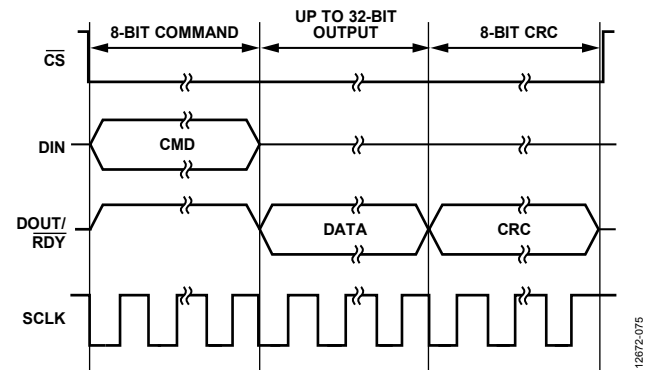 8-BIT COMMAND
UP TO 32-BIT
OUTPUT
8-BIT CRC
CS
DIN
CMD
DOUT/
RDY
DATA
CRC
SCLK
12672-075